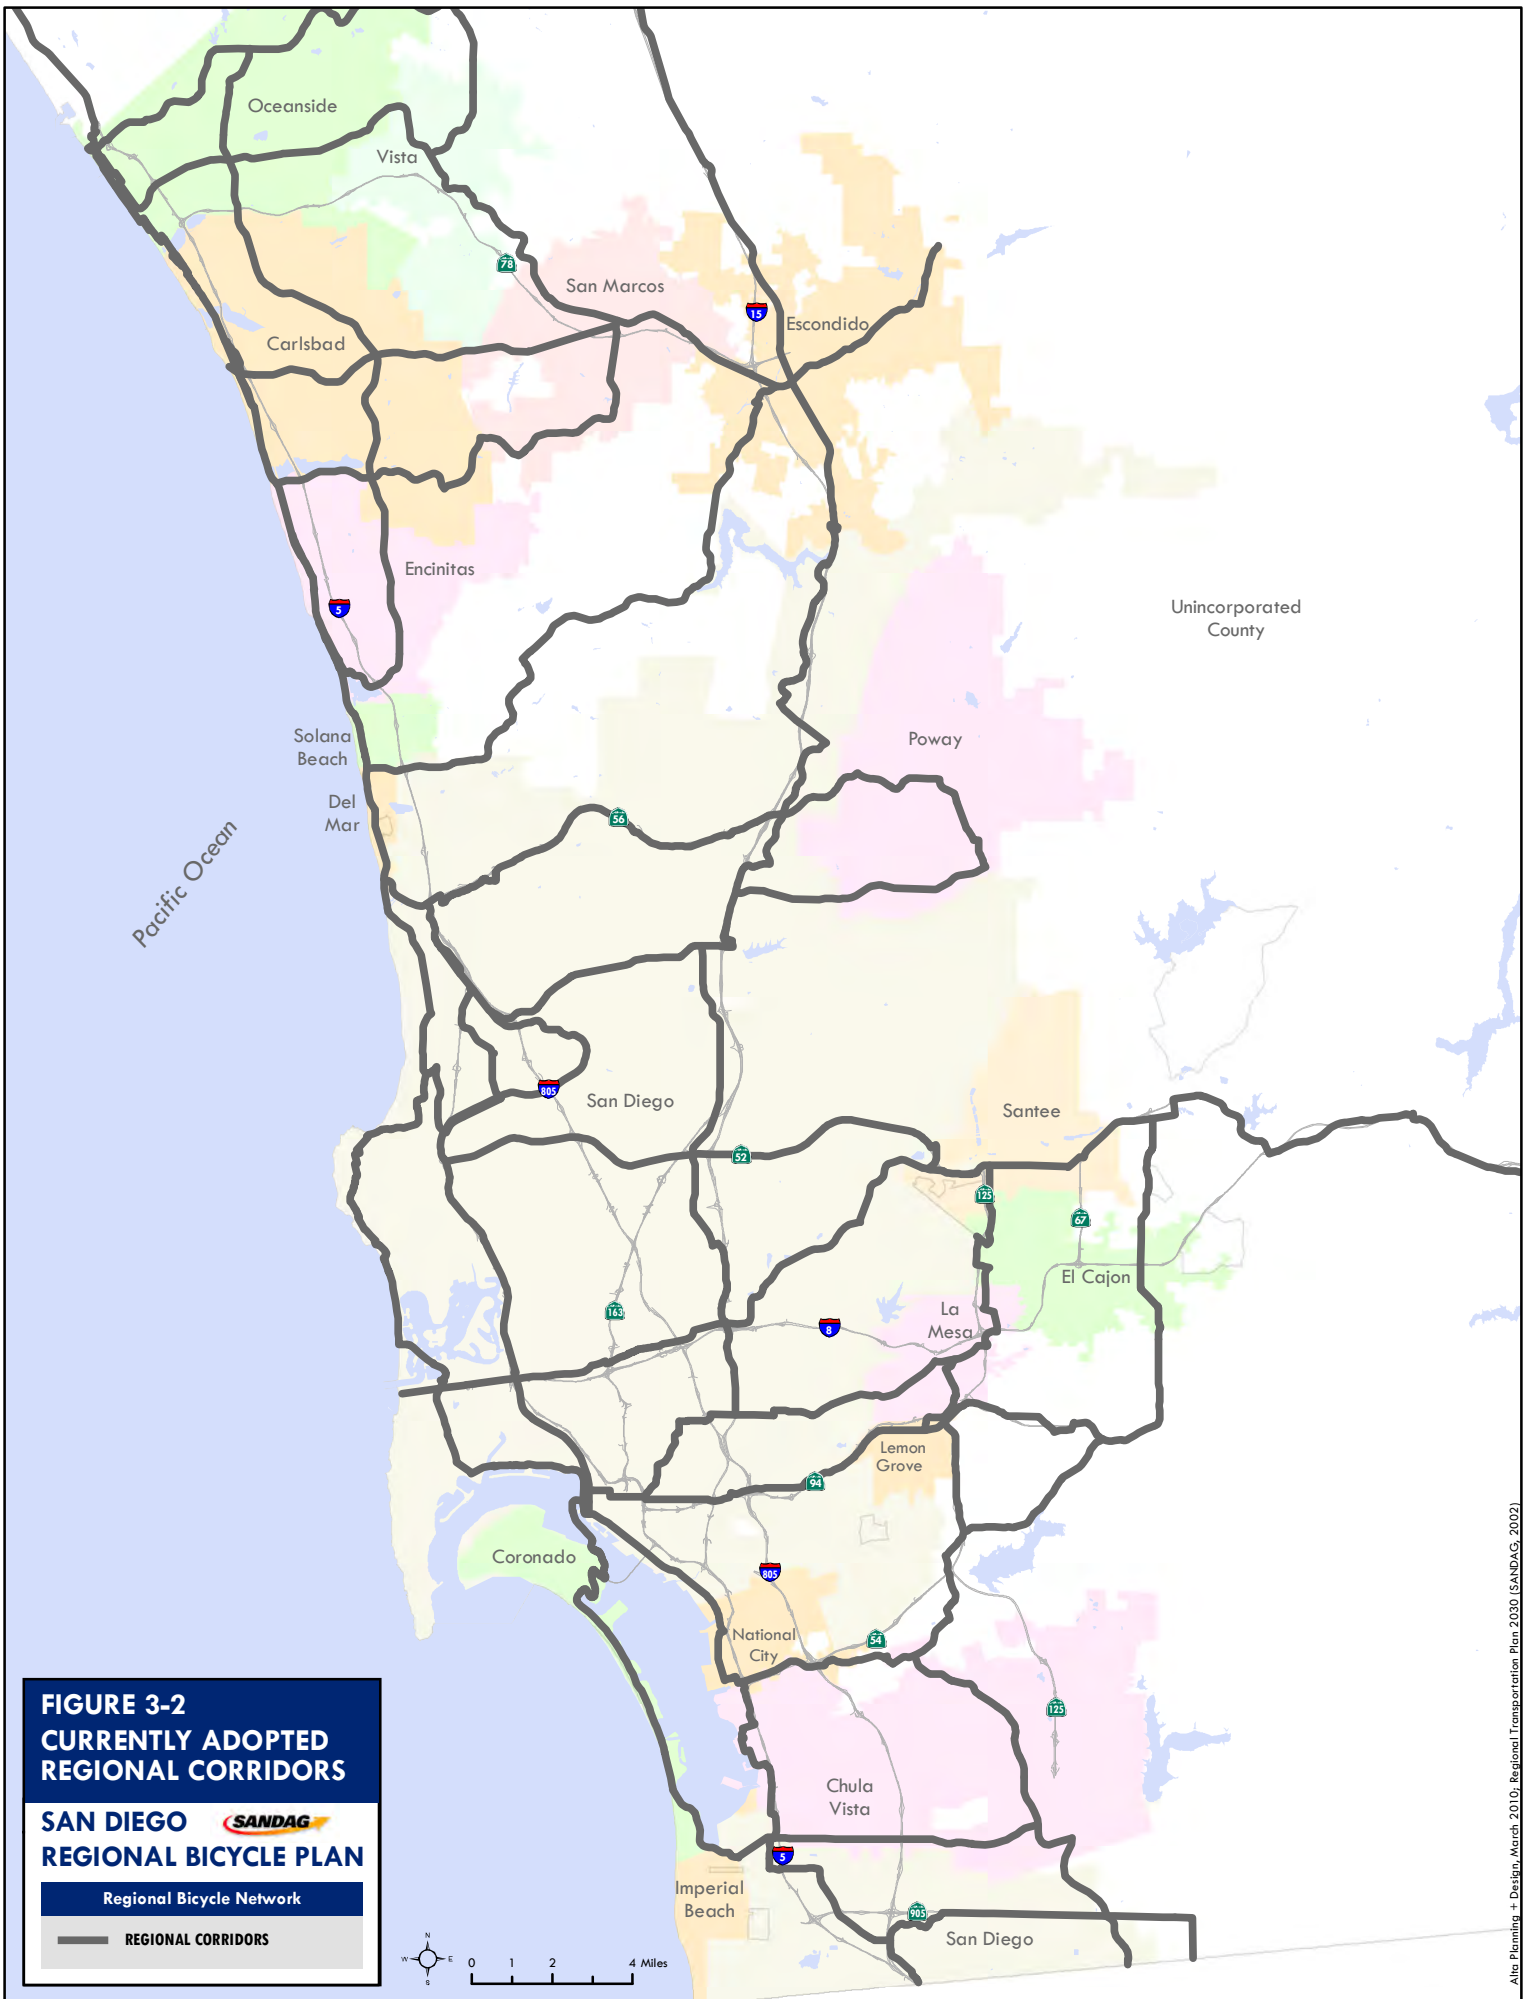 Oceanside
Vista
78
San Marcos
15
Escondido
Carlsbad
Encinitas
5
Unincorporated
County
Solana
Beach
Poway
Del
Mar
56
Pacific Ocean
805
San Diego
Santee
52
125
67
El Cajon
163
La
Mesa
8
Lemon
Grove
94
Coronado
805
National
City
54
125
Chula
Vista
5
Imperial
Beach
905
San Diego
FIGURE 3-2
CURRENTLY ADOPTED
REGIONAL CORRIDORS
SAN DIEGO
SANDAG
REGIONAL BICYCLE PLAN
Regional Bicycle Network
REGIONAL CORRIDORS
N
W
E
S
0 1 2 4 Miles
Alta Planning + Design, March 2010; Regional Transportation Plan 2030 (SANDAG, 2002)